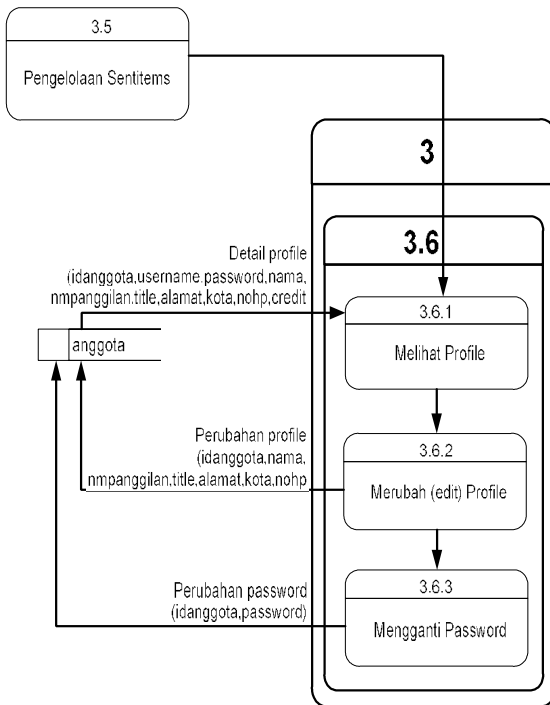 3.5
Pengelolaan Sentitems
3
3.6
Detail profile
(idanggota,username.password,nama,
nmpanggilan.title,alamat,kota,nohp,credit
3.6.1
Melihat Profile
anggota
Perubahan profile
(idanggota,nama,
nmpanggilan.title,alamat,kota,nohp
3.6.2
Merubah (edit) Profile
Perubahan password
(idanggota,password)
3.6.3
Mengganti Password